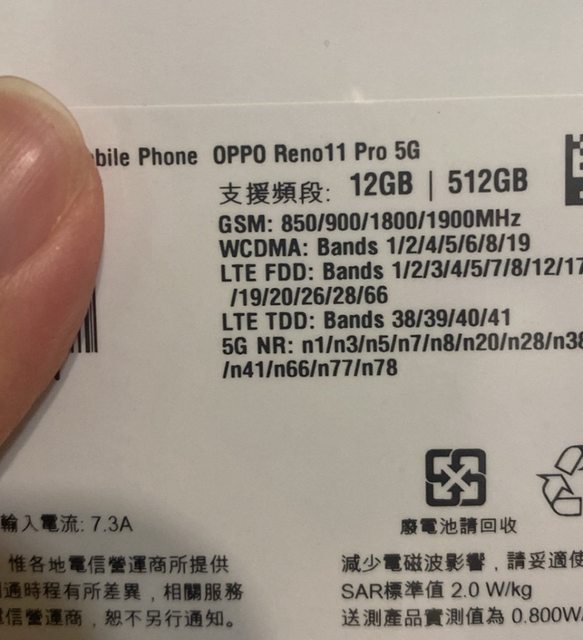 Phone OPPO Reno11 Pro 5G
支援頻段: 12GB | 512GB
GSM: 850/900/1800/1900MHz
WCDMA: Bands 1/2/4/5/6/8/19
LTE FDD: Bands 1/2/3/4/5/7/8/12/17
/19/20/26/28/66
LTE TDD: Bands 38/39/40/41
5G NR: n1/n3/n5/n7/n8/n20/n28/n38
/n41/n66/n77/n78
廢電池請回收
輸入電流: 7.3A
惟各地電信營運商所提供
通時程有所差異，相關服務
信營運商，恕不另行通知。
減少電磁波影響，請妥適使
SAR標準值 2.0 W/kg
送測產品實測值為 0.800W